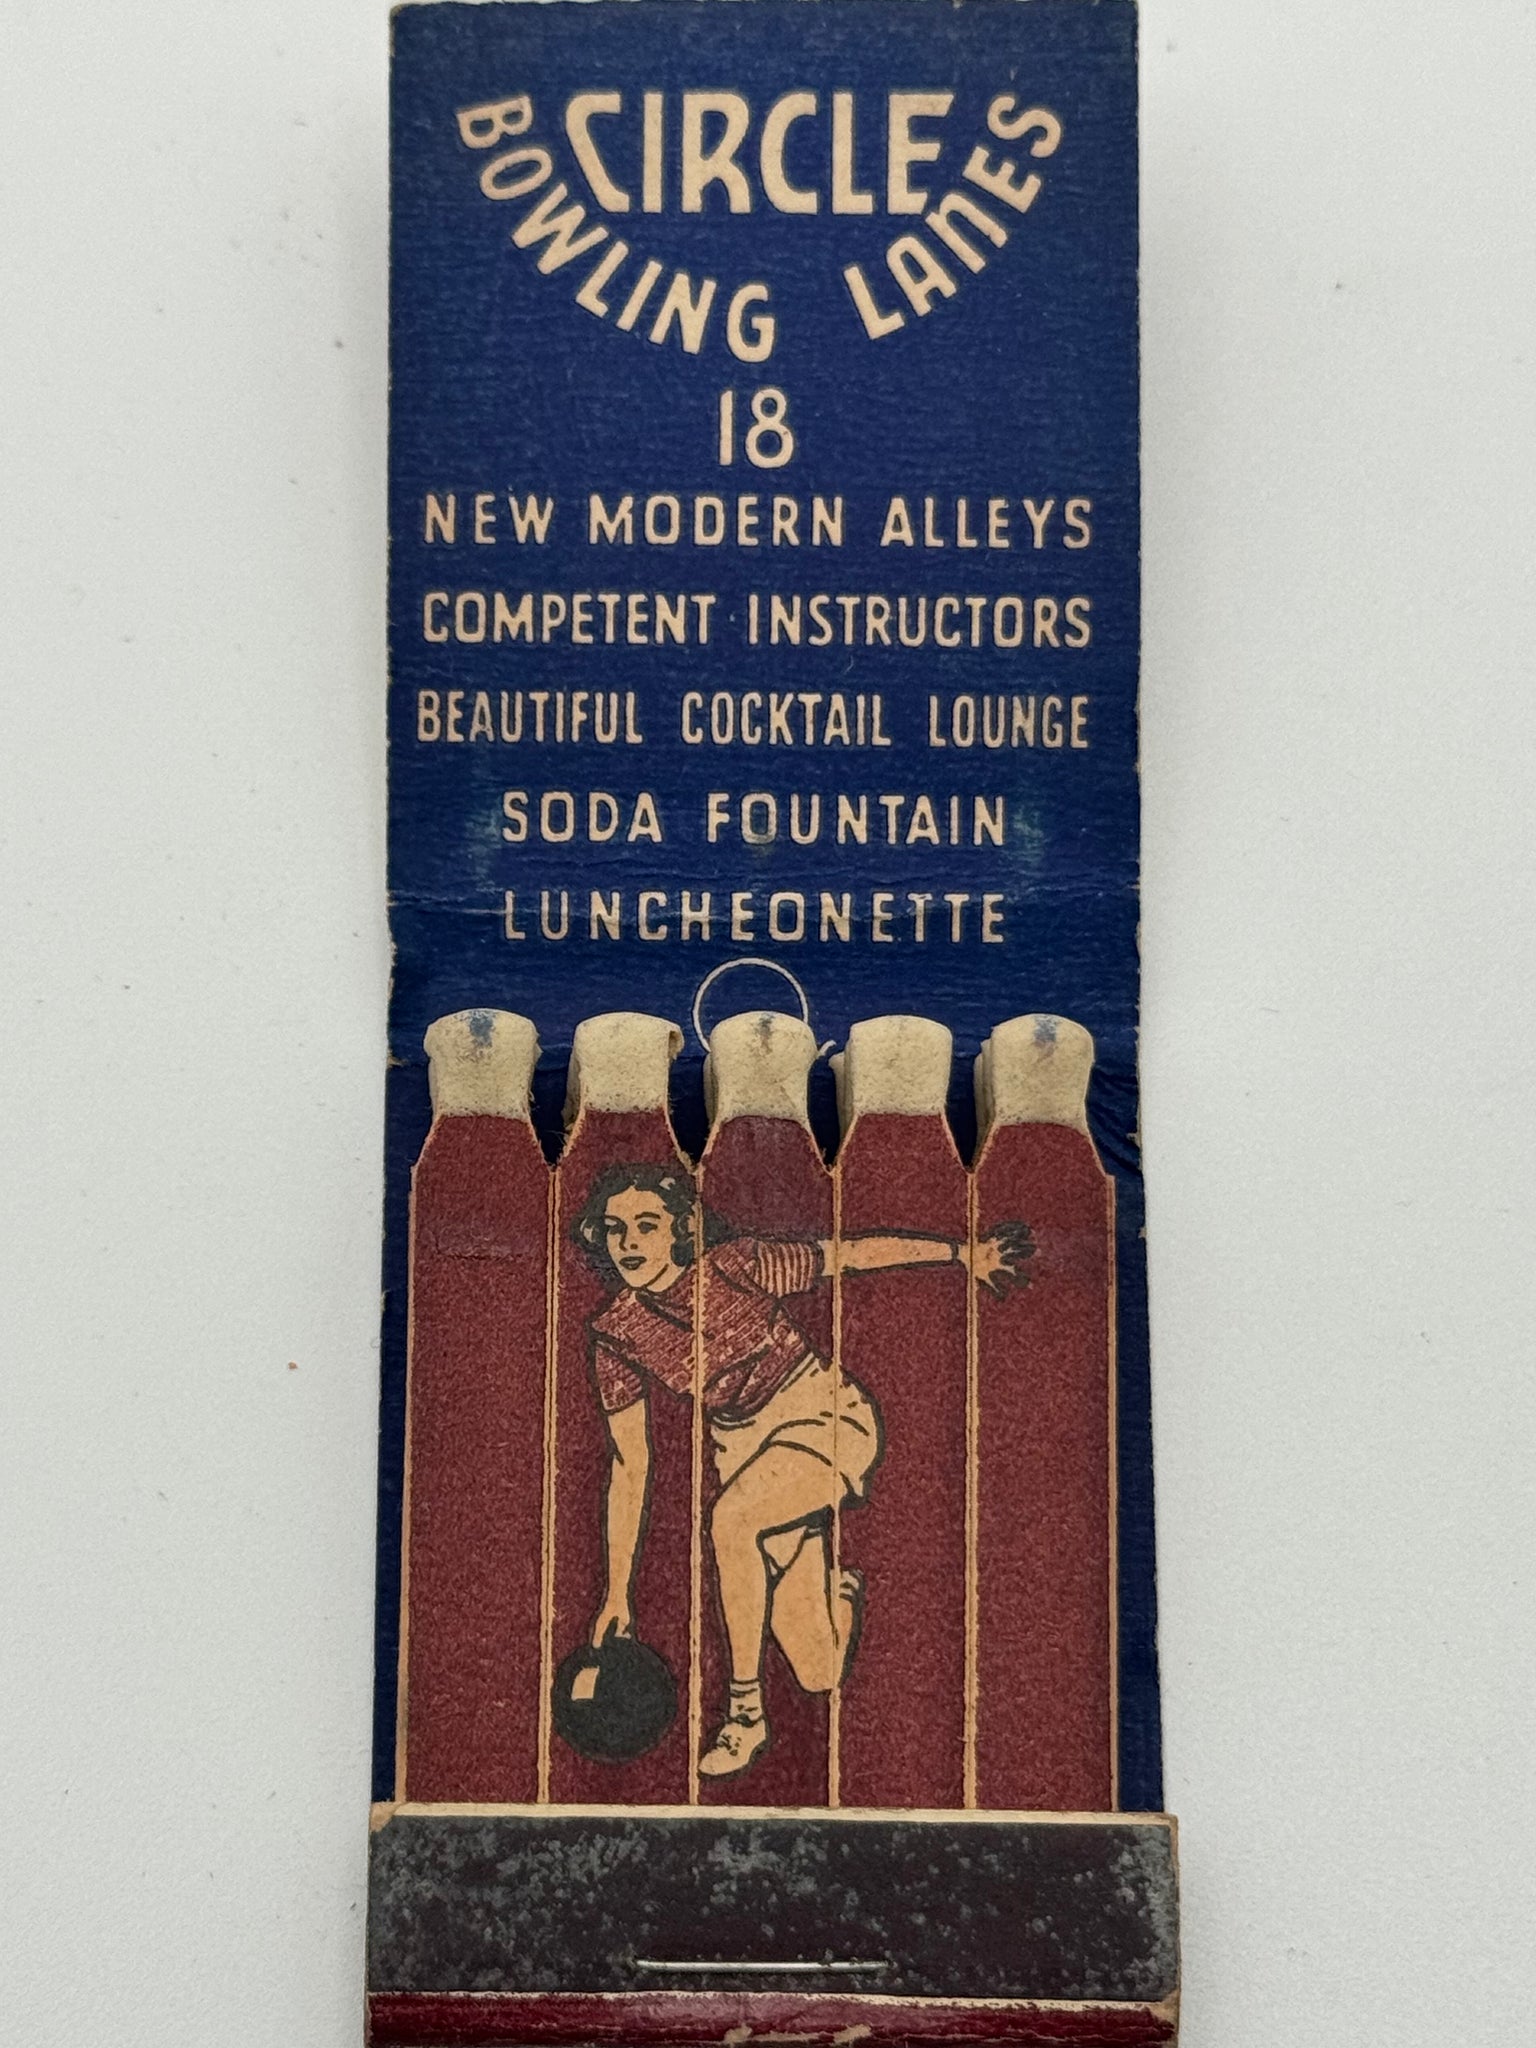 CIRCLE
BOWLING LANES
18
NEW MODERN ALLEYS
COMPETENT INSTRUCTORS
BEAUTIFUL COCKTAIL LOUNGE
SODA FOUNTAIN
LUNCHEONETTE